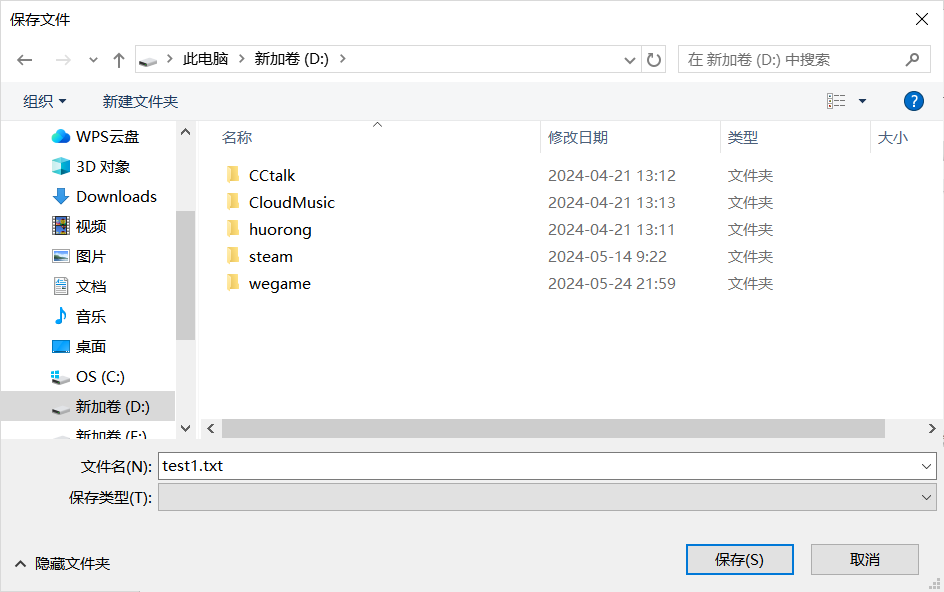 保存文件
此电脑 新加卷 (D:)
在 新加卷 (D:) 中搜索
组织 新建文件夹
WPS云盘
3D 对象
Downloads
视频
图片
文档
音乐
桌面
OS (C:)
新加卷 (D:)
新加卷 (E:)
名称 修改日期 类型 大小
CCtalk 2024-04-21 13:12 文件夹
CloudMusic 2024-04-21 13:13 文件夹
huorong 2024-04-21 13:11 文件夹
steam 2024-05-14 9:22 文件夹
wegame 2024-05-24 21:59 文件夹
文件名(N): test1.txt
保存类型(T):
隐藏文件夹
保存(S) 取消